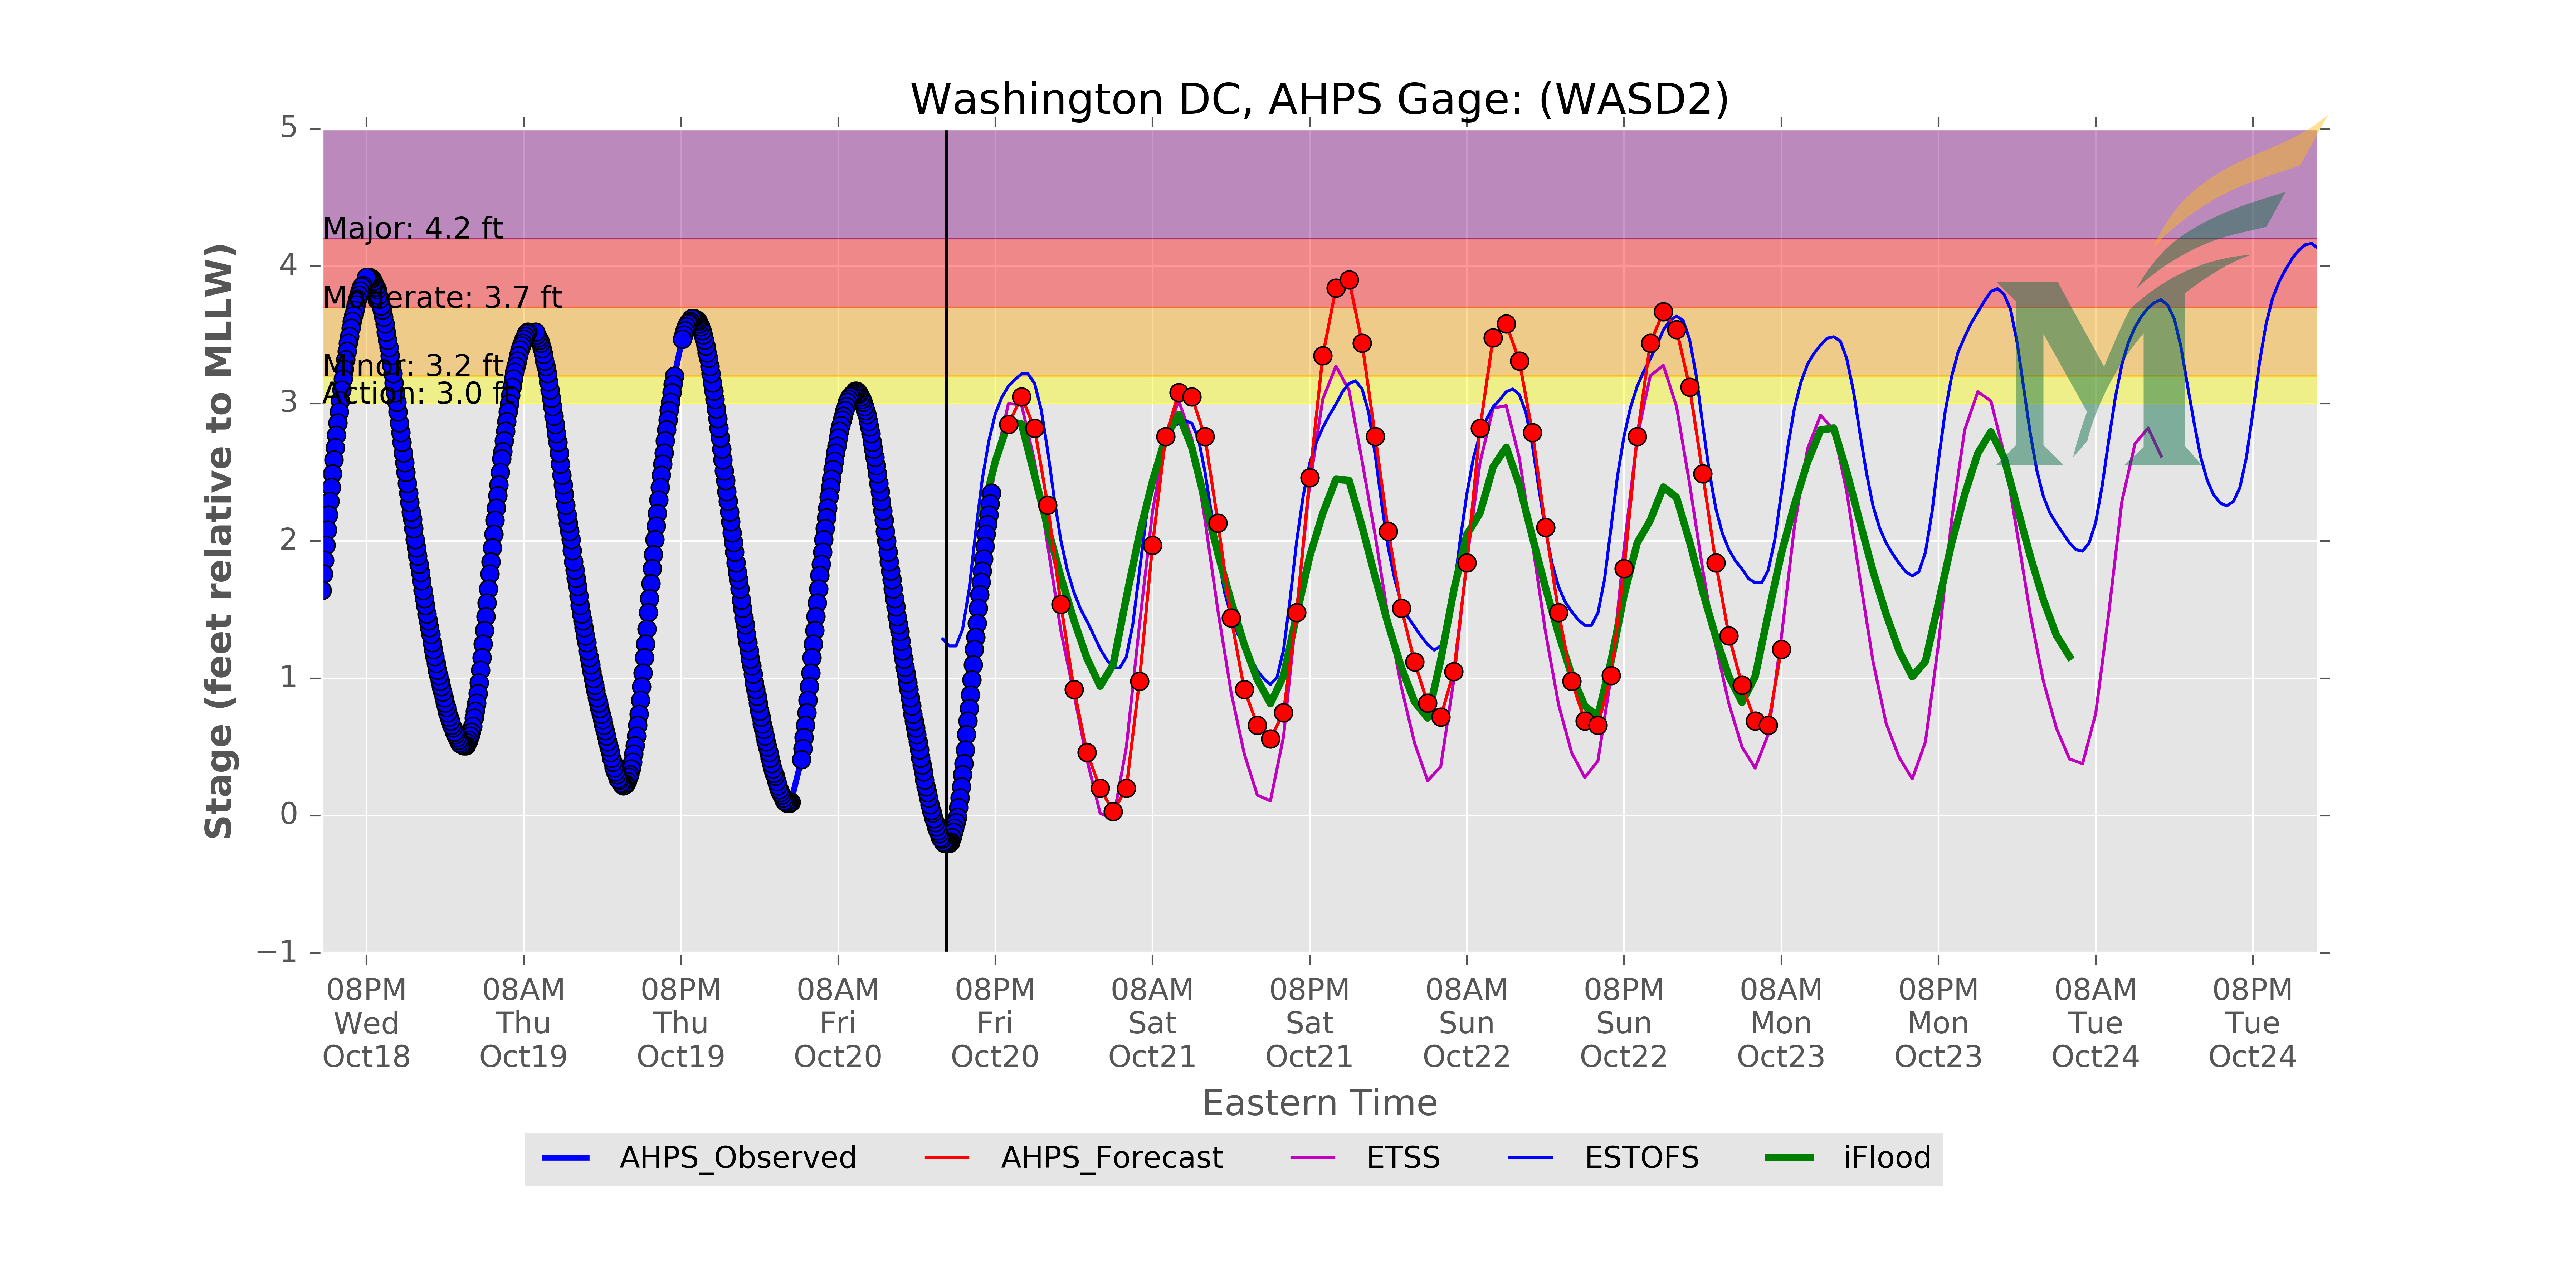 Washington DC, AHPS Gage: (WASD2)
5
4
3
2
1
0
−1
Stage (feet relative to MLLW)
Major: 4.2 ft
Moderate: 3.7 ft
Minor: 3.2 ft
Action: 3.0 ft
M
08PM 08AM 08PM 08AM 08PM 08AM 08PM 08AM 08PM 08AM 08PM 08AM 08PM
Wed Thu Thu Fri Fri Sat Sat Sun Sun Mon Mon Tue Tue
Oct18 Oct19 Oct19 Oct20 Oct20 Oct21 Oct21 Oct22 Oct22 Oct23 Oct23 Oct24 Oct24
Eastern Time
AHPS_Observed AHPS_Forecast ETSS ESTOFS iFlood